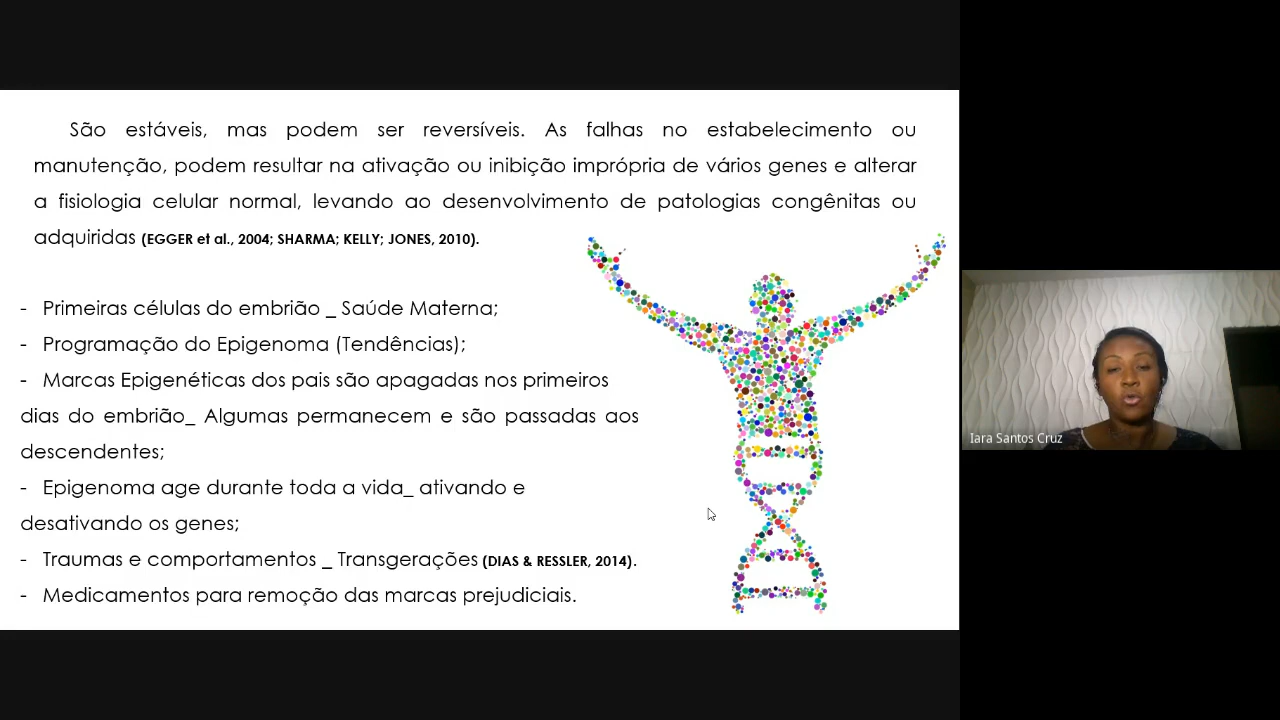 São estáveis, mas podem ser reversíveis. As falhas no estabelecimento ou
manutenção, podem resultar na ativação ou inibição imprópria de vários genes e alterar
a fisiologia celular normal, levando ao desenvolvimento de patologias congênitas ou
adquiridas (EGGER et al., 2004; SHARMA; KELLY; JONES, 2010).
- Primeiras células do embrião _ Saúde Materna;
- Programação do Epigenoma (Tendências);
- Marcas Epigenéticas dos pais são apagadas nos primeiros
dias do embrião_ Algumas permanecem e são passadas aos
descendentes;
- Epigenoma age durante toda a vida_ ativando e
desativando os genes;
- Traumas e comportamentos _ Transgerações (DIAS & RESSLER, 2014).
- Medicamentos para remoção das marcas prejudiciais.
Iara Santos Cruz